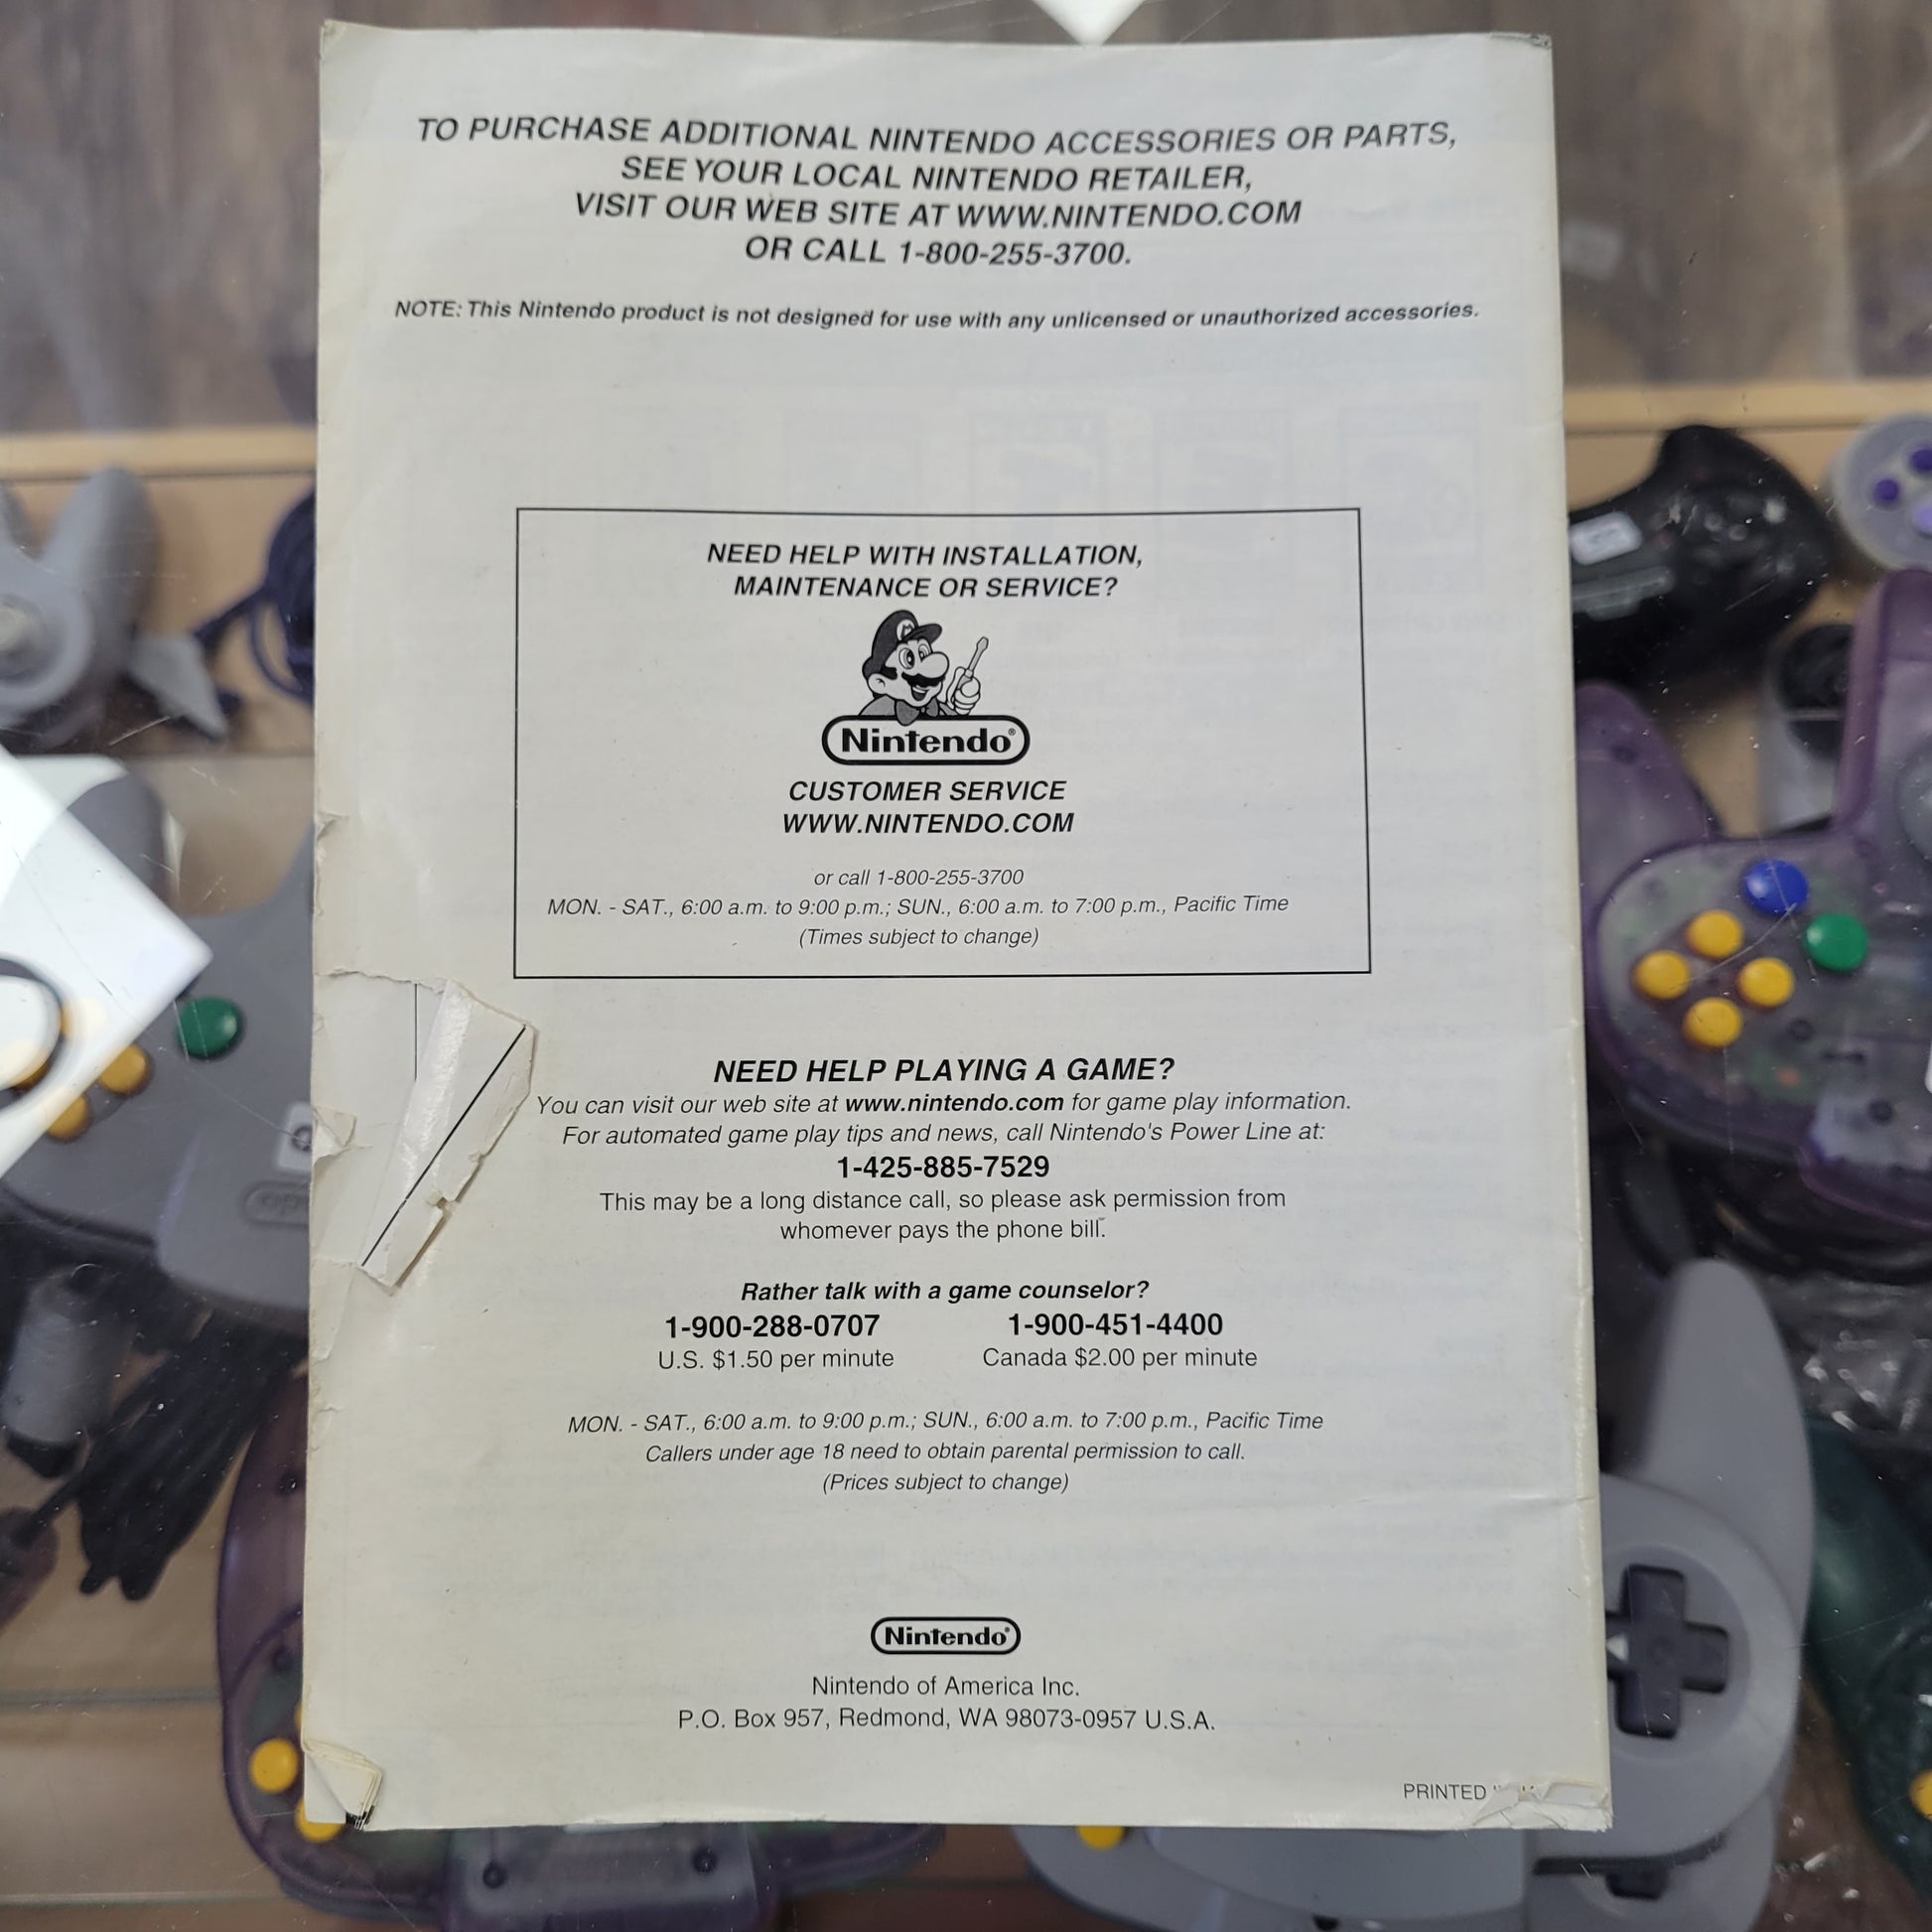 TO PURCHASE ADDITIONAL NINTENDO ACCESSORIES OR PARTS,
SEE YOUR LOCAL NINTENDO RETAILER,
VISIT OUR WEB SITE AT WWW.NINTENDO.COM
OR CALL 1-800-255-3700.
NOTE: This Nintendo product is not designed for use with any unlicensed or unauthorized accessories.
NEED HELP WITH INSTALLATION,
MAINTENANCE OR SERVICE?
M
Nintendo®
CUSTOMER SERVICE
WWW.NINTENDO.COM
or call 1-800-255-3700
MON. - SAT., 6:00 a.m. to 9:00 p.m.; SUN., 6:00 a.m. to 7:00 p.m., Pacific Time
(Times subject to change)
NEED HELP PLAYING A GAME?
You can visit our web site at www.nintendo.com for game play information.
For automated game play tips and news, call Nintendo's Power Line at:
1-425-885-7529
This may be a long distance call, so please ask permission from
whomever pays the phone bill.
Rather talk with a game counselor?
1-900-288-0707 1-900-451-4400
U.S. $1.50 per minute Canada $2.00 per minute
MON. - SAT., 6:00 a.m. to 9:00 p.m.; SUN., 6:00 a.m. to 7:00 p.m., Pacific Time
Callers under age 18 need to obtain parental permission to call.
(Prices subject to change)
Nintendo®
Nintendo of America Inc.
P.O. Box 957, Redmond, WA 98073-0957 U.S.A.
PRINTED